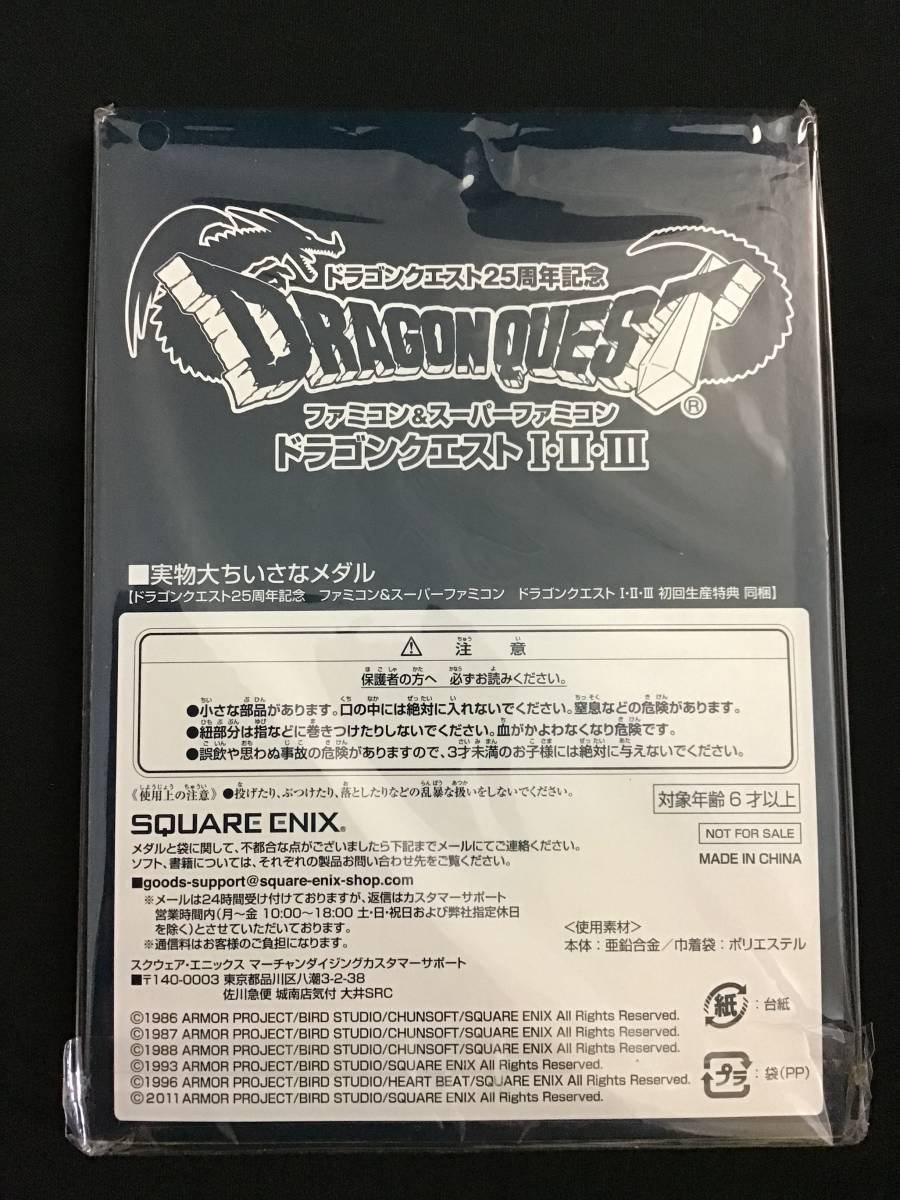 ドラゴンクエスト25周年記念
DRAGON QUEST®
ファミコン&スーパーファミコン
ドラゴンクエスト I・II・III
■実物大ちいさなメダル
【ドラゴンクエスト25周年記念 ファミコン&スーパーファミコン ドラゴンクエスト I・II・III 初回生産特典 同梱】
⚠ 注意
保護者の方へ 必ずお読みください。
●小さな部品があります。口の中には絶対に入れないでください。窒息などの危険があります。
●紐部分は指などに巻きつけたりしないでください。血がかよわなくなり危険です。
●誤飲や思わぬ事故の危険がありますので、3才未満のお子様には絶対に与えないでください。
《使用上の注意》●投げたり、ぶつけたり、落としたりなどの乱暴な扱いをしないでください。
対象年齢6才以上
SQUARE ENIX®
NOT FOR SALE
メダルと袋に関して、不都合な点がございましたら下記までメールにてご連絡ください。
ソフト、書籍については、それぞれの製品お問い合わせ先をご覧ください。
MADE IN CHINA
■goods-support@square-enix-shop.com
※メールは24時間受け付けておりますが、返信はカスタマーサポート
営業時間内(月〜金 10:00〜18:00 土・日・祝日および弊社指定休日
を除く)とさせていただいております。
※通信料はお客様のご負担になります。
<使用素材>
本体:亜鉛合金/巾着袋:ポリエステル
スクウェア・エニックス マーチャンダイジングカスタマーサポート
■〒140-0003 東京都品川区八潮3-2-38
佐川急便 城南店気付 大井SRC
紙:台紙
©1986 ARMOR PROJECT/BIRD STUDIO/CHUNSOFT/SQUARE ENIX All Rights Reserved.
©1987 ARMOR PROJECT/BIRD STUDIO/CHUNSOFT/SQUARE ENIX All Rights Reserved.
©1988 ARMOR PROJECT/BIRD STUDIO/CHUNSOFT/SQUARE ENIX All Rights Reserved.
©1993 ARMOR PROJECT/BIRD STUDIO/SQUARE ENIX All Rights Reserved.
©1996 ARMOR PROJECT/BIRD STUDIO/HEART BEAT/SQUARE ENIX All Rights Reserved.
©2011 ARMOR PROJECT/BIRD STUDIO/SQUARE ENIX All Rights Reserved.
プラ:袋(PP)